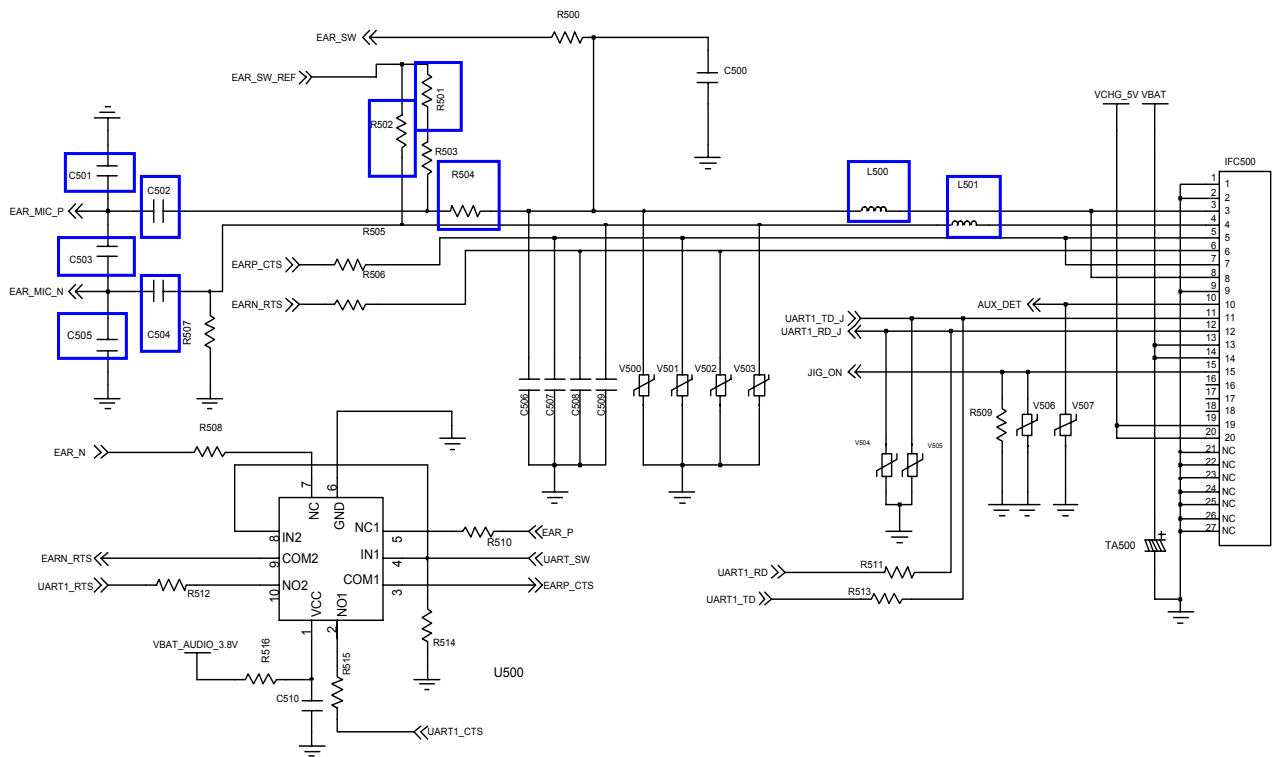 R500
EAR_SW
EAR_SW_REF
C500
R501
R502
R503
R504
VCHG_5V VBAT
IFC500
C501
C502
EAR_MIC_P
C503
EAR_MIC_N
C504
C505
R507
R505
EARP_CTS
R506
EARN_RTS
L500
L501
1 1
2 2
3 3
4 4
5 5
6 6
7 7
8 8
9 9
10 10
11 11
12 12
13 13
14 14
15 15
16 16
17 17
18 18
19 19
20 20
21 NC
22 NC
23 NC
24 NC
25 NC
26 NC
27 NC
AUX_DET
UART1_TD_J
UART1_RD_J
JIG_ON
C506
C507
C508
C509
V500
V501
V502
V503
V504
V505
R509
V506
V507
TA500
+
R508
EAR_N
7
6
NC
GND
8
IN2
NC1
5
EAR_P
R510
EARN_RTS
9
COM2
IN1
4
UART_SW
UART1_RTS
R512
10
NO2
COM1
3
EARP_CTS
VCC
NO1
1
2
R514
VBAT_AUDIO_3.8V
R516
R515
C510
U500
UART1_CTS
UART1_RD
R511
UART1_TD
R513